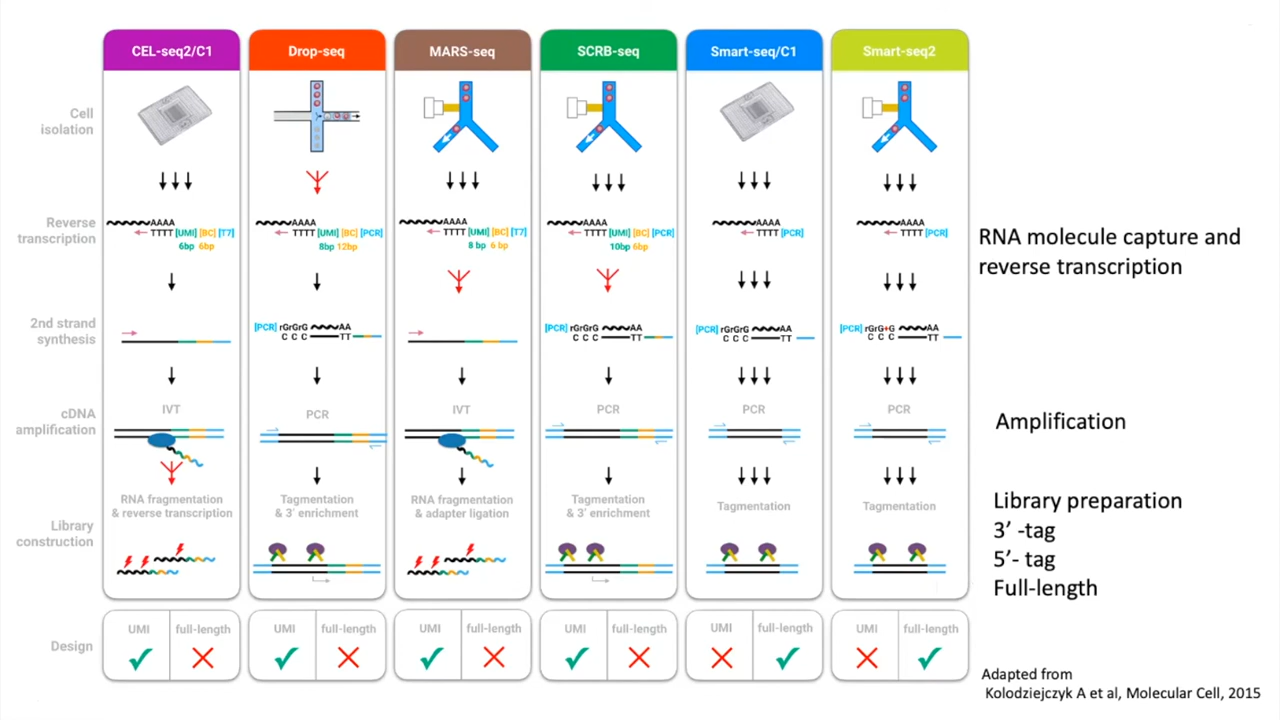 CEL-seq2/C1 Drop-seq MARS-seq SCRB-seq Smart-seq/C1 Smart-seq2
Cell
isolation
Reverse
transcription
AAAA AAAA AAAA AAAA AAAA AAAA
TTTT [UMI] [BC] [T7] TTTT [UMI] [BC] [PCR] TTTT [UMI] [BC] [T7] TTTT [UMI] [BC] [PCR] TTTT [PCR] TTTT [PCR]
6bp 6bp 8bp 12bp 8 bp 6 bp 10bp 6bp
RNA molecule capture and
reverse transcription
2nd strand
synthesis
[PCR] rGrGrG AA [PCR] rGrGrG AA [PCR] rGrGrG AA [PCR] rGrG+G AA
C C C TT C C C TT C C C TT C C C TT
cDNA
amplification
IVT PCR IVT PCR PCR PCR
Amplification
Library
construction
RNA fragmentation
& reverse transcription
Tagmentation
& 3′ enrichment
RNA fragmentation
& adapter ligation
Tagmentation
& 3′ enrichment
Tagmentation
Tagmentation
Library preparation
3’ -tag
5’- tag
Full-length
Design
UMI full-length UMI full-length UMI full-length UMI full-length UMI full-length UMI full-length
Adapted from
Kolodziejczyk A et al, Molecular Cell, 2015